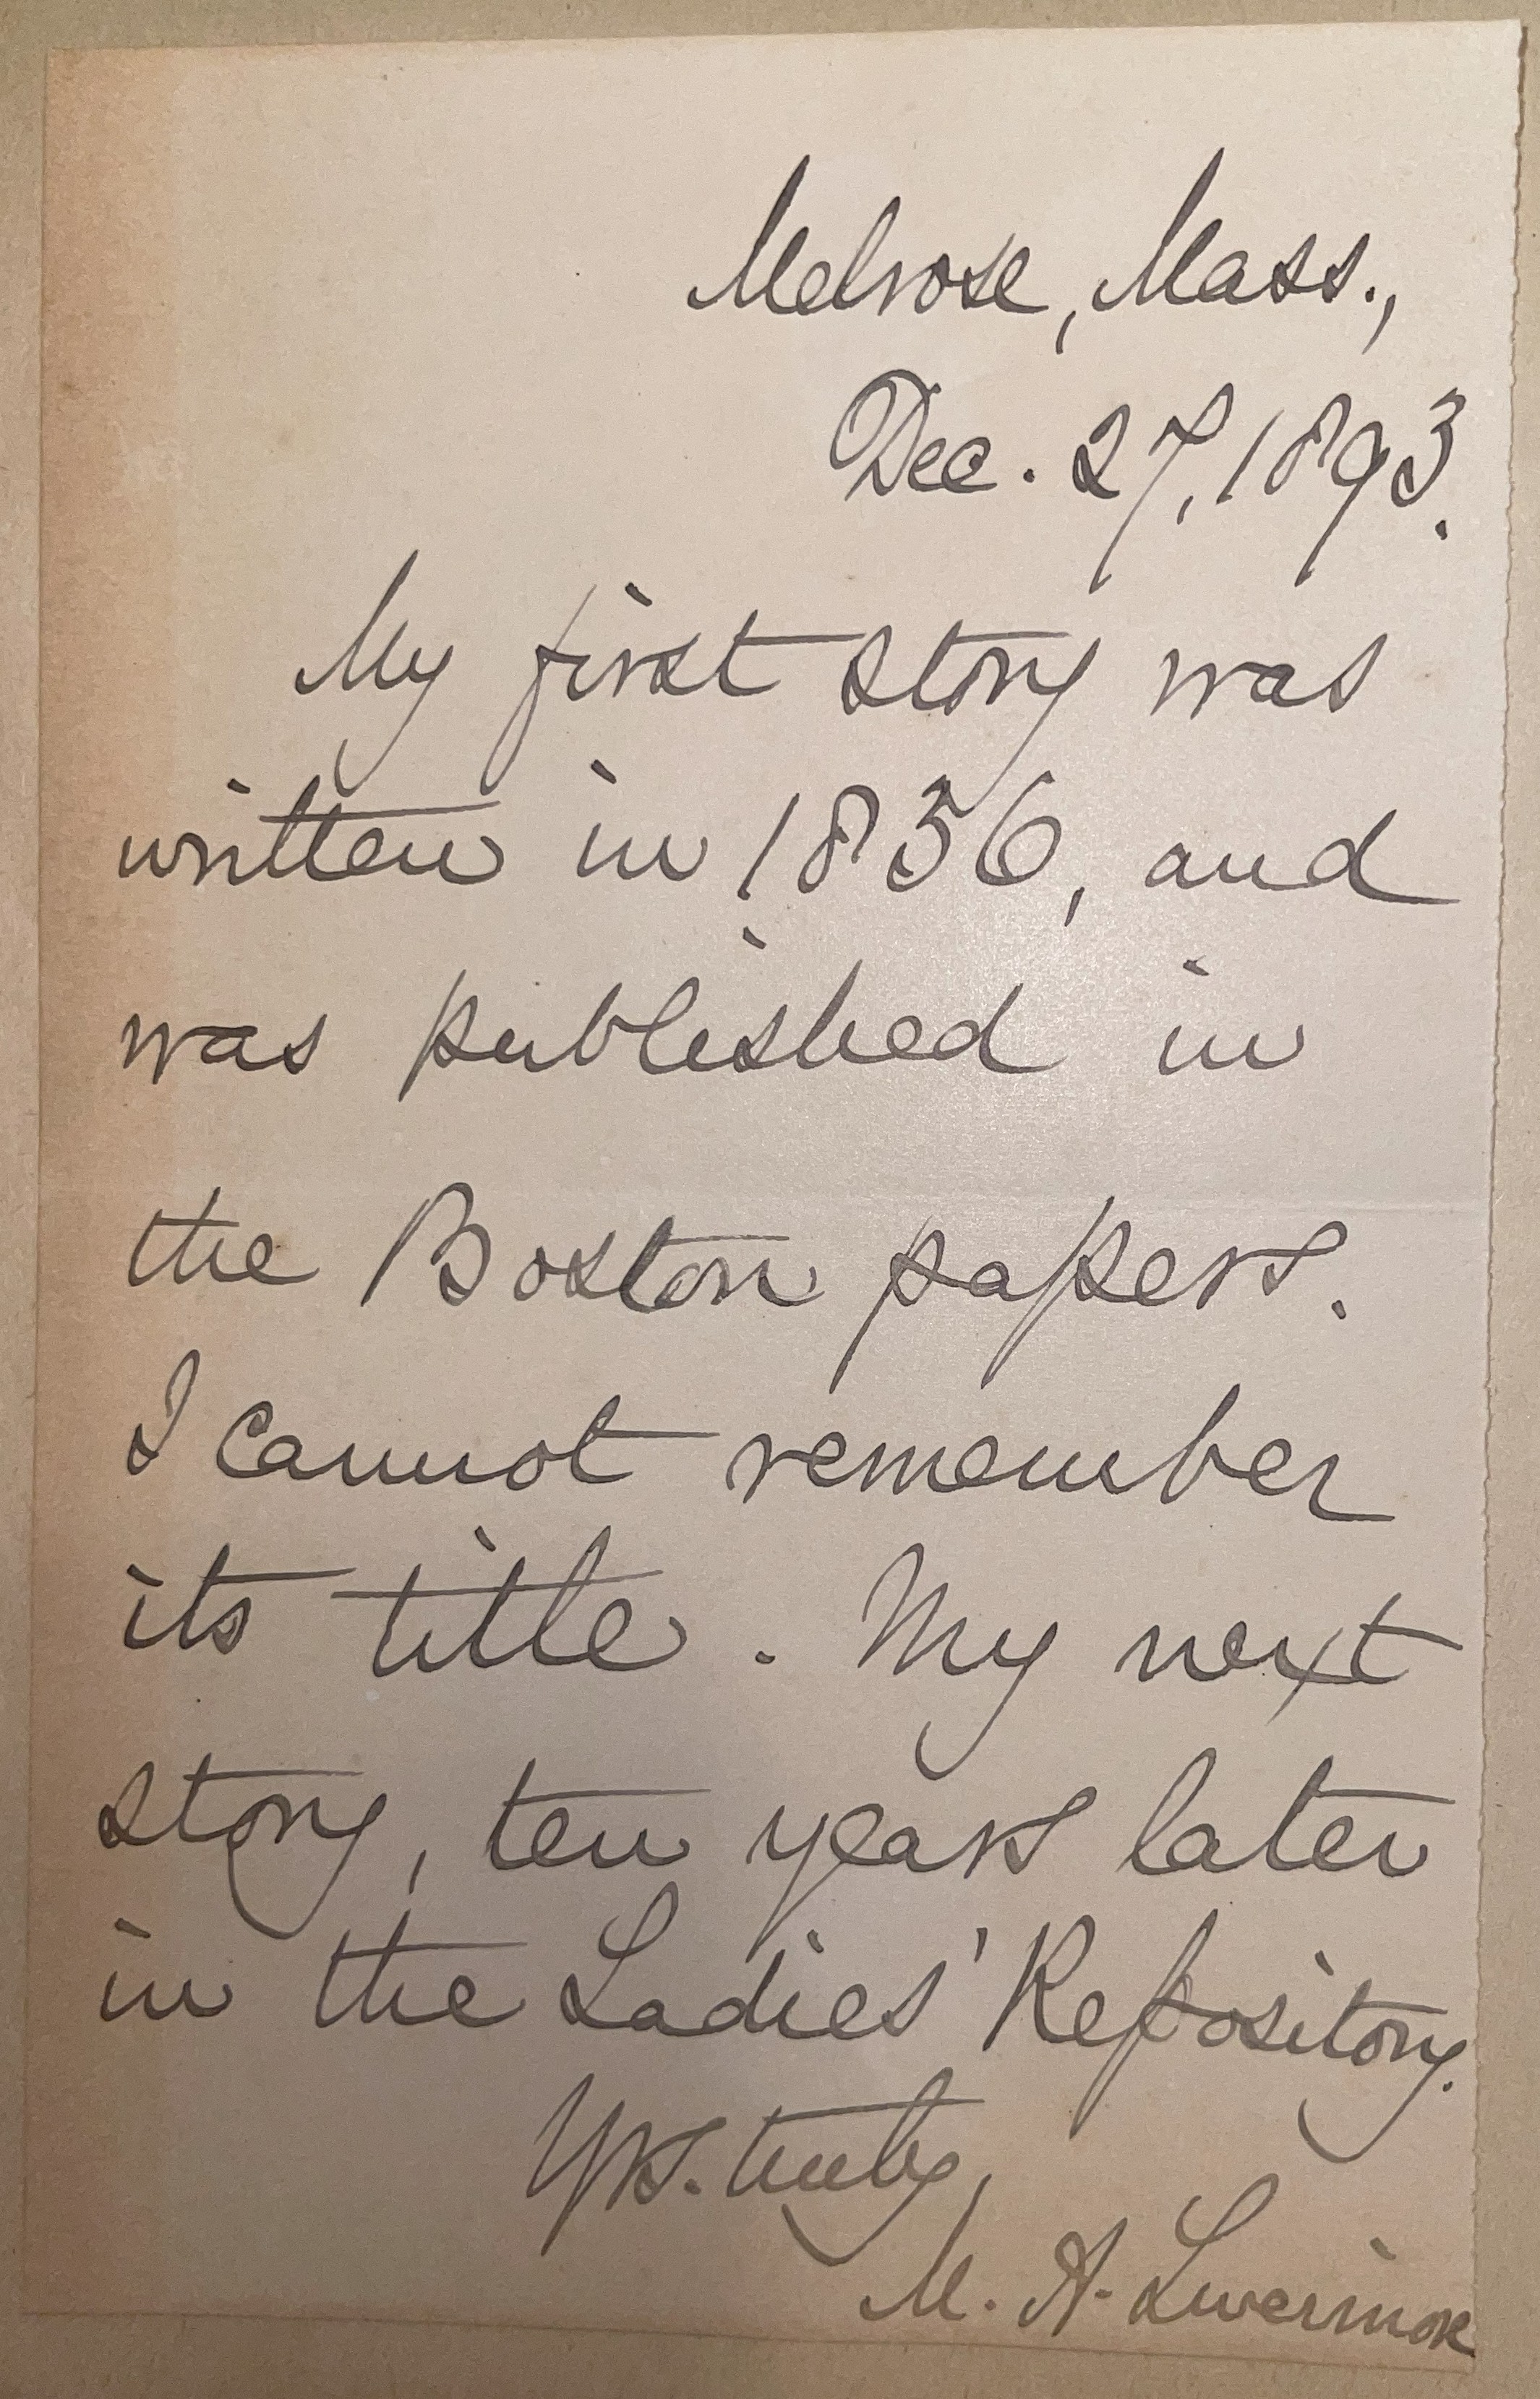 Melrose, Mass.,
Dec. 27, 1893.
My first story was
written in 1836, and
was published in
the Boston papers.
I cannot remember
its title. My next
story, ten years later
in the Ladies' Repository.
Yrs. truly,
M. A. Livermore